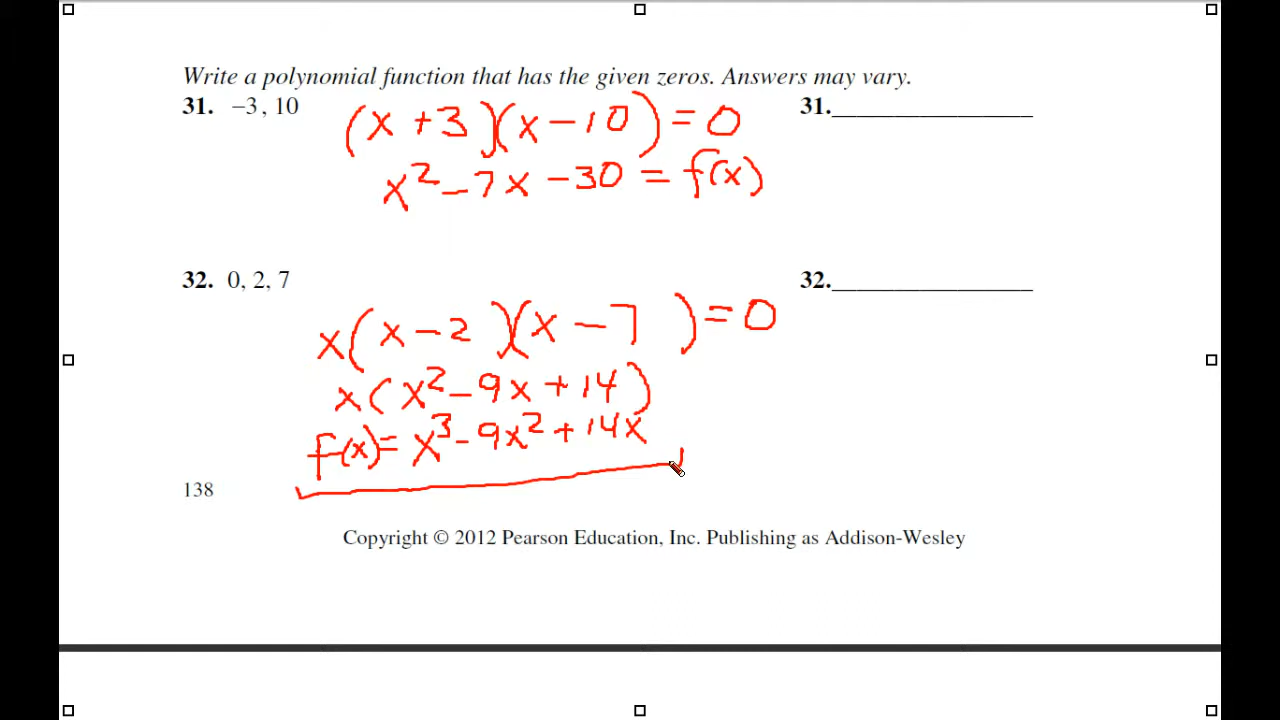 Write a polynomial function that has the given zeros. Answers may vary.
31. −3, 10 (x + 3)(x − 10) = 0 31.________________
x² − 7x − 30 = f(x)
32. 0, 2, 7 32.________________
x(x − 2)(x − 7) = 0
x(x² − 9x + 14)
f(x) = x³ − 9x² + 14x
138
Copyright © 2012 Pearson Education, Inc. Publishing as Addison-Wesley